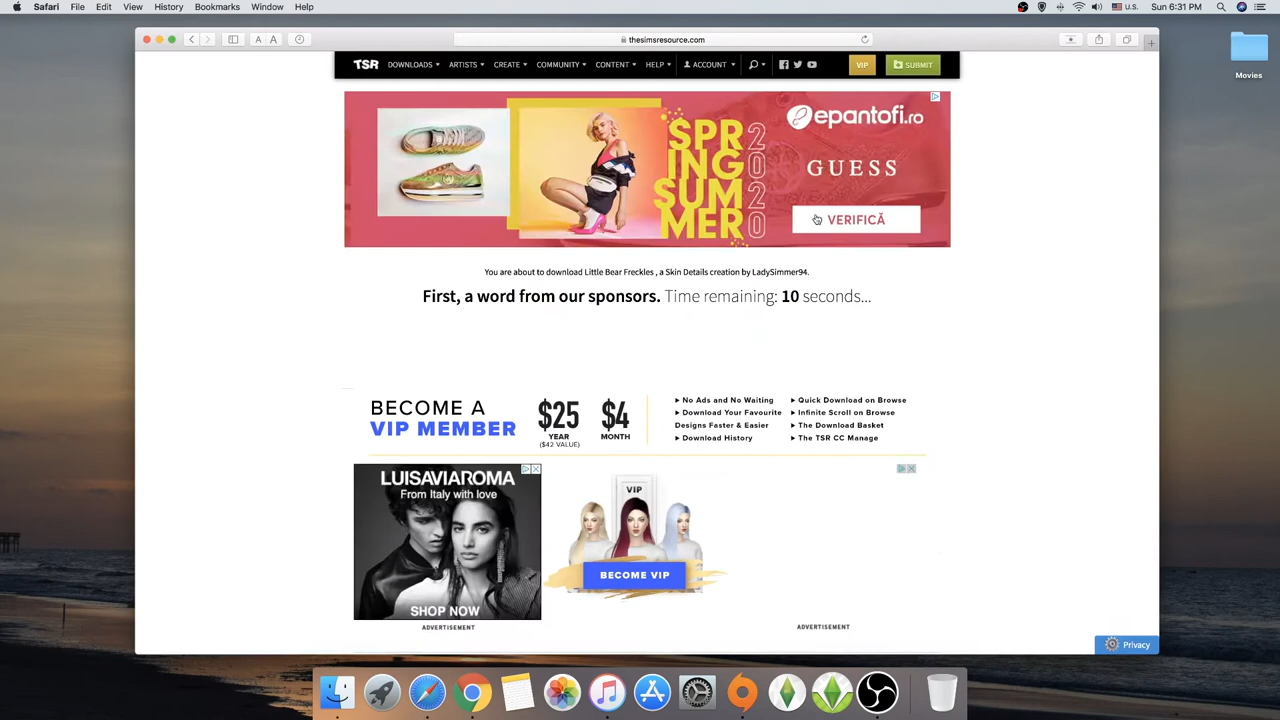 Safari File Edit View History Bookmarks Window Help
U.S. Sun 6:31 PM
A A
thesimsresource.com
Movies
TSR DOWNLOADS ARTISTS CREATE COMMUNITY CONTENT HELP ACCOUNT VIP SUBMIT
SPR
ING
SUM
MER
2020
epantofi.ro
GUESS
VERIFICĂ
You are about to download Little Bear Freckles , a Skin Details creation by LadySimmer94.
First, a word from our sponsors. Time remaining: 10 seconds...
BECOME A
VIP MEMBER
$25
YEAR
($42 VALUE)
$4
MONTH
▶ No Ads and No Waiting
▶ Download Your Favourite
Designs Faster & Easier
▶ Download History
▶ Quick Download on Browse
▶ Infinite Scroll on Browse
▶ The Download Basket
▶ The TSR CC Manage
LUISAVIAROMA
From Italy with love
SHOP NOW
ADVERTISEMENT
VIP
BECOME VIP
ADVERTISEMENT
Privacy